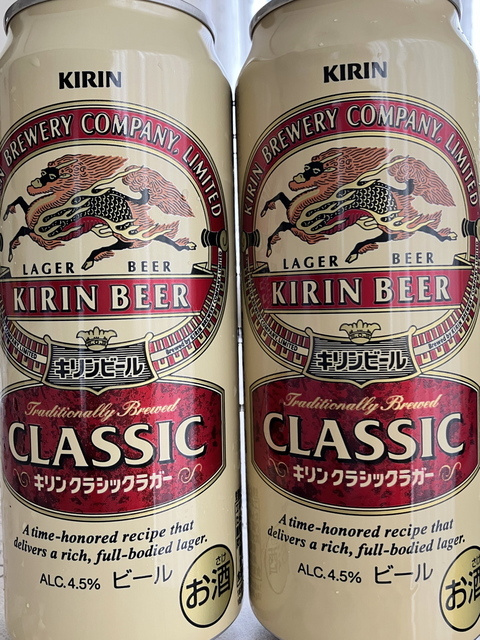 KIRIN
KIRIN BREWERY COMPANY, LIMITED
LAGER BEER
KIRIN BEER
キリンビール
Traditionally Brewed
CLASSIC
キリン クラシックラガー
A time-honored recipe that
delivers a rich, full-bodied lager.
ALC.4.5% ビール
さけ
お酒
KIRIN
KIRIN BREWERY COMPANY, LIMITED
LAGER BEER
KIRIN BEER
キリンビール
Traditionally Brewed
CLASSIC
キリン クラシックラガー
A time-honored recipe that
delivers a rich, full-bodied lager.
ALC.4.5% ビール
さけ
お酒